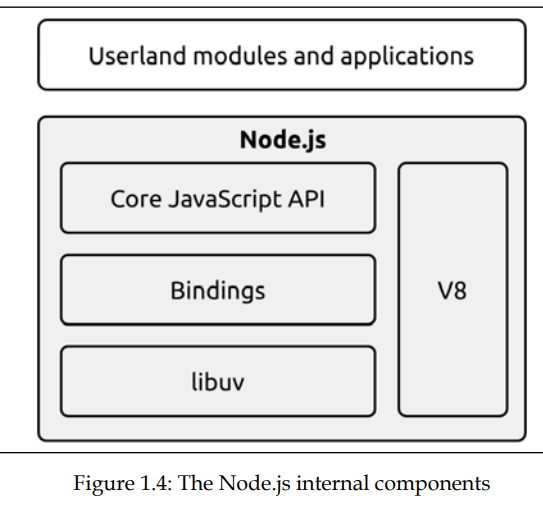 Userland modules and applications
Node.js
Core JavaScript API
Bindings
V8
libuv
Figure 1.4: The Node.js internal components